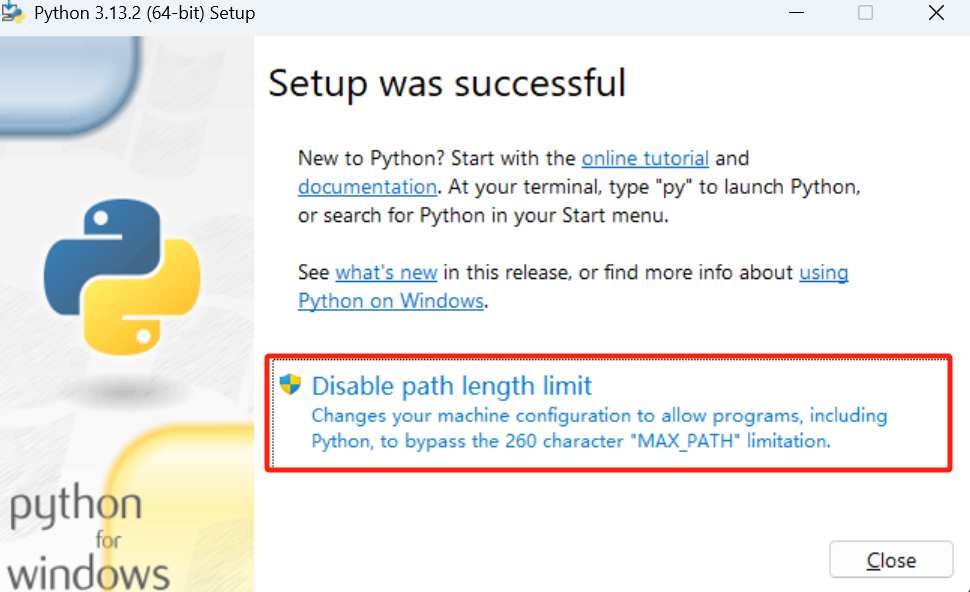 Python 3.13.2 (64-bit) Setup
Setup was successful
New to Python? Start with the online tutorial and
documentation. At your terminal, type "py" to launch Python,
or search for Python in your Start menu.
See what's new in this release, or find more info about using
Python on Windows.
Disable path length limit
Changes your machine configuration to allow programs, including
Python, to bypass the 260 character "MAX_PATH" limitation.
python
for
windows
Close